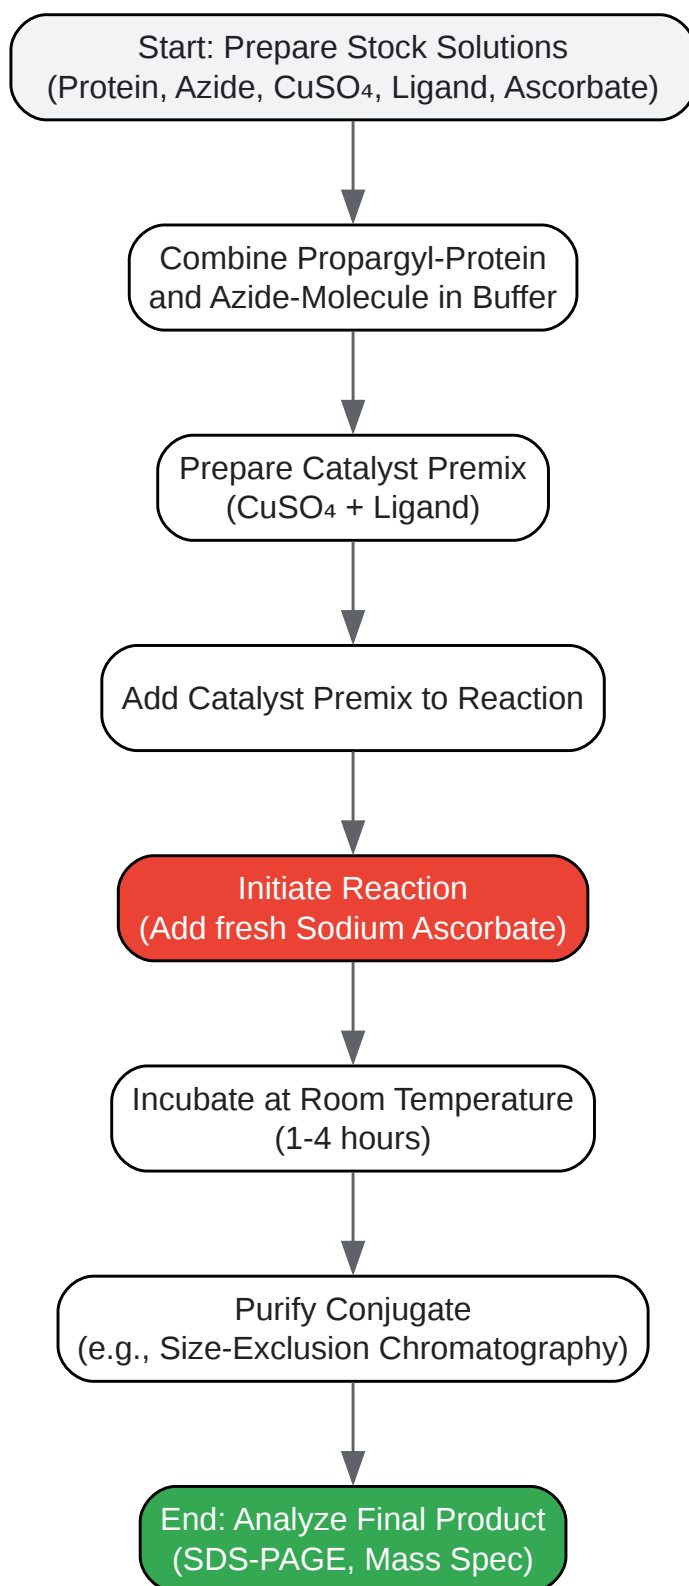 Start: Prepare Stock Solutions
(Protein, Azide, CuSO₄, Ligand, Ascorbate)
Combine Propargyl-Protein
and Azide-Molecule in Buffer
Prepare Catalyst Premix
(CuSO₄ + Ligand)
Add Catalyst Premix to Reaction
Initiate Reaction
(Add fresh Sodium Ascorbate)
Incubate at Room Temperature
(1-4 hours)
Purify Conjugate
(e.g., Size-Exclusion Chromatography)
End: Analyze Final Product
(SDS-PAGE, Mass Spec)